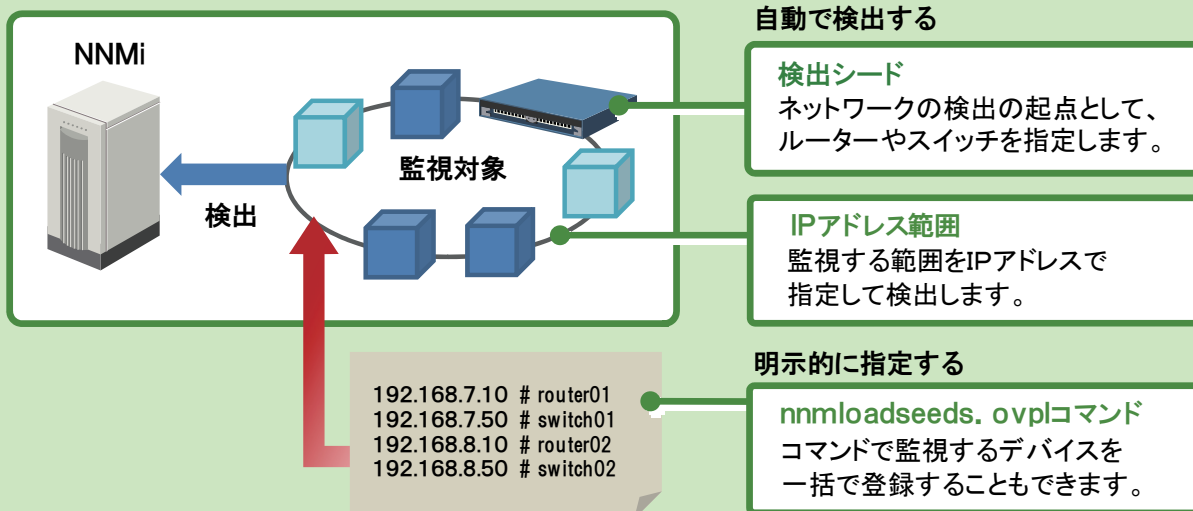 NNMi
検出
監視対象
自動で検出する
検出シード
ネットワークの検出の起点として、
ルーターやスイッチを指定します。
IPアドレス範囲
監視する範囲をIPアドレスで
指定して検出します。
192.168.7.10 # router01
192.168.7.50 # switch01
192.168.8.10 # router02
192.168.8.50 # switch02
明示的に指定する
nnmloadseeds. ovplコマンド
コマンドで監視するデバイスを
一括で登録することもできます。